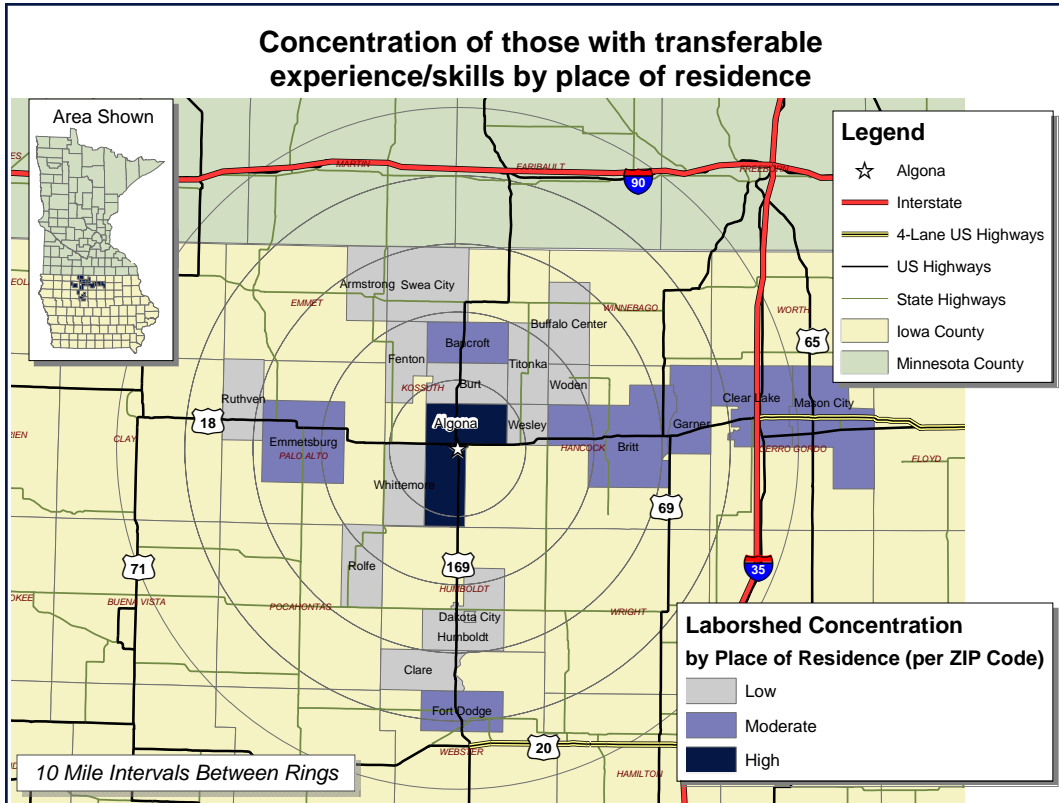 Concentration of those with transferable
experience/skills by place of residence
Area Shown
Legend
Algona
Interstate
4-Lane US Highways
US Highways
State Highways
Iowa County
Minnesota County
MARTIN
FARIBAULT
FREEBORN
90
EMMET
Armstrong
Swea City
WINNEBAGO
WORTH
Buffalo Center
65
Bancroft
Fenton
Titonka
KOSSUTH
Burt
Woden
Ruthven
Clear Lake
Mason City
18
CLAY
Emmetsburg
PALO ALTO
Algona
Wesley
HANCOCK
Britt
Garner
CERRO GORDO
FLOYD
Whittemore
69
71
Rolfe
169
35
HUMBOLDT
BUENA VISTA
POCAHONTAS
WRIGHT
Dakota City
Humboldt
Clare
Fort Dodge
WEBSTER
20
HAMILTON
Laborshed Concentration
by Place of Residence (per ZIP Code)
Low
Moderate
High
10 Mile Intervals Between Rings